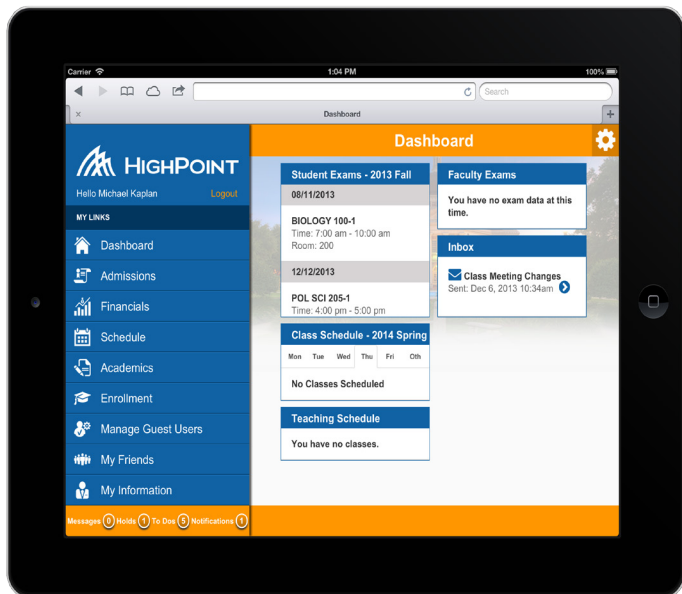 Carrier
1:04 PM
100%
Search
×
Dashboard
+
HIGHPOINT
Hello Michael Kaplan
Logout
MY LINKS
Dashboard
Admissions
Financials
Schedule
Academics
Enrollment
Manage Guest Users
My Friends
My Information
Messages 0 Holds 1 To Dos 5 Notifications 1
Dashboard
Student Exams - 2013 Fall
08/11/2013
BIOLOGY 100-1
Time: 7:00 am - 10:00 am
Room: 200
12/12/2013
POL SCI 205-1
Time: 4:00 pm - 5:00 pm
Class Schedule - 2014 Spring
Mon Tue Wed Thu Fri Oth
No Classes Scheduled
Teaching Schedule
You have no classes.
Faculty Exams
You have no exam data at this
time.
Inbox
Class Meeting Changes
Sent: Dec 6, 2013 10:34am